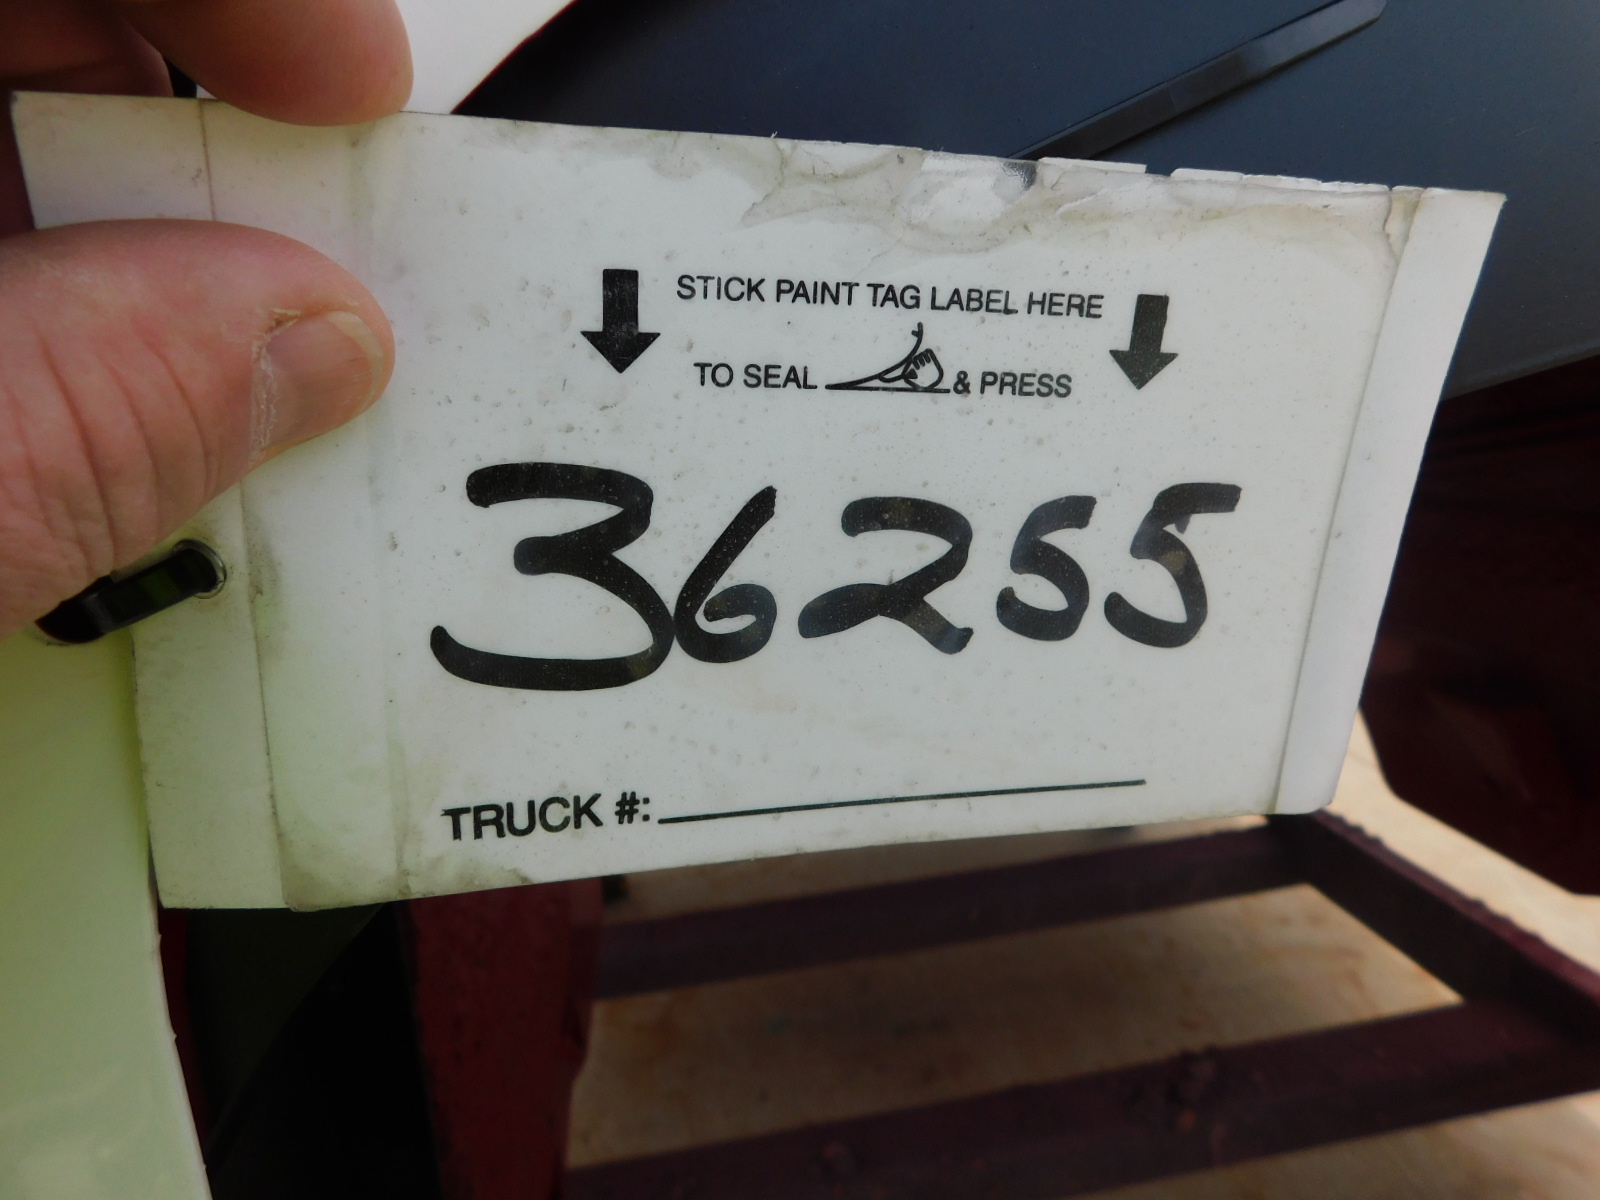 STICK PAINT TAG LABEL HERE
TO SEAL & PRESS
36255
TRUCK #: